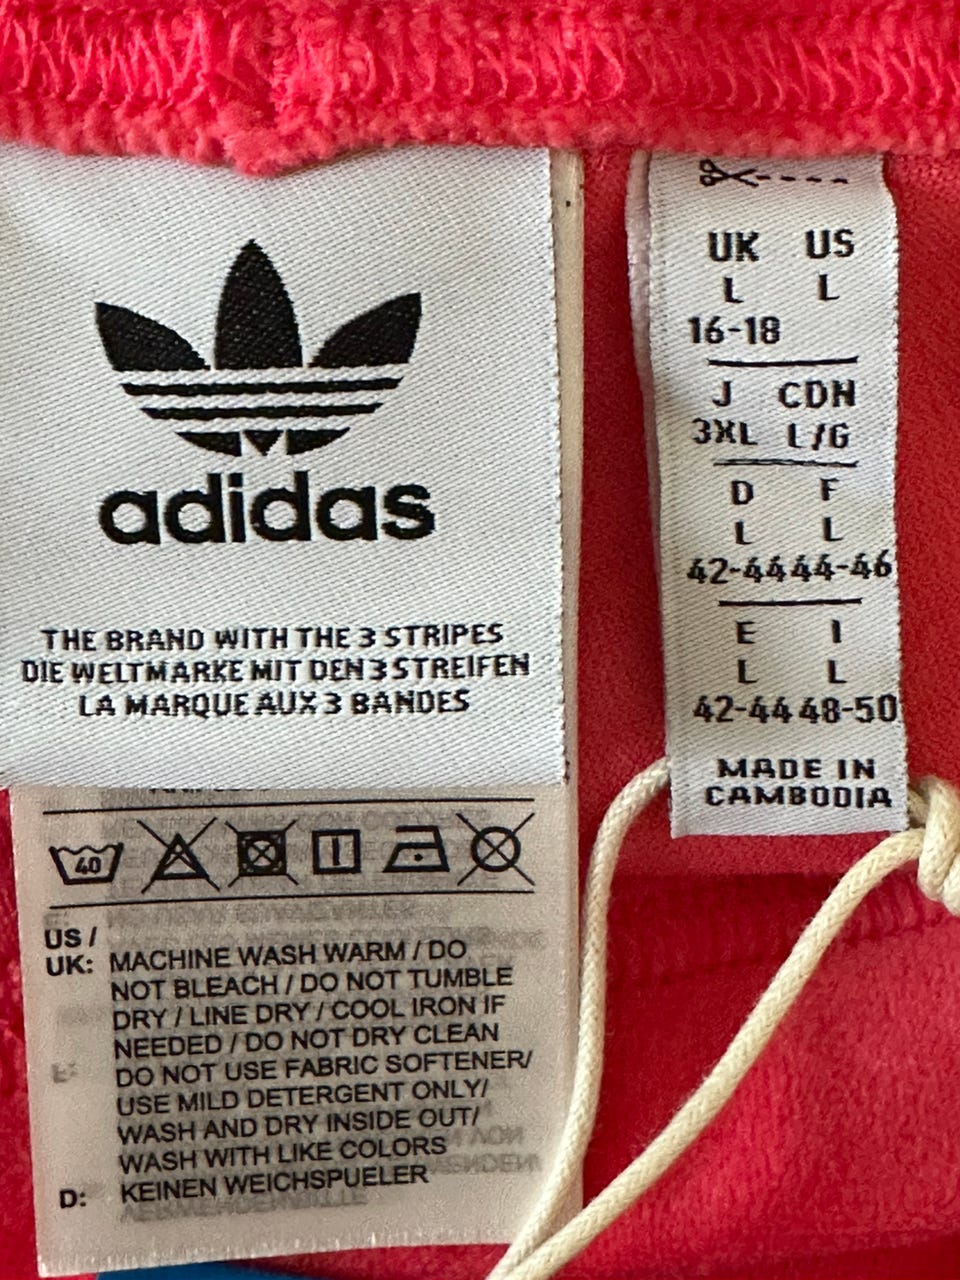 adidas
THE BRAND WITH THE 3 STRIPES
DIE WELTMARKE MIT DEN 3 STREIFEN
LA MARQUE AUX 3 BANDES
40
US /
UK: MACHINE WASH WARM / DO
NOT BLEACH / DO NOT TUMBLE
DRY / LINE DRY / COOL IRON IF
NEEDED / DO NOT DRY CLEAN
DO NOT USE FABRIC SOFTENER/
USE MILD DETERGENT ONLY/
WASH AND DRY INSIDE OUT/
WASH WITH LIKE COLORS
D: KEINEN WEICHSPUELER
UK US
L L
16-18
J CDN
3XL L/G
D F
L L
42-44 44-46
E I
L L
42-44 48-50
MADE IN
CAMBODIA